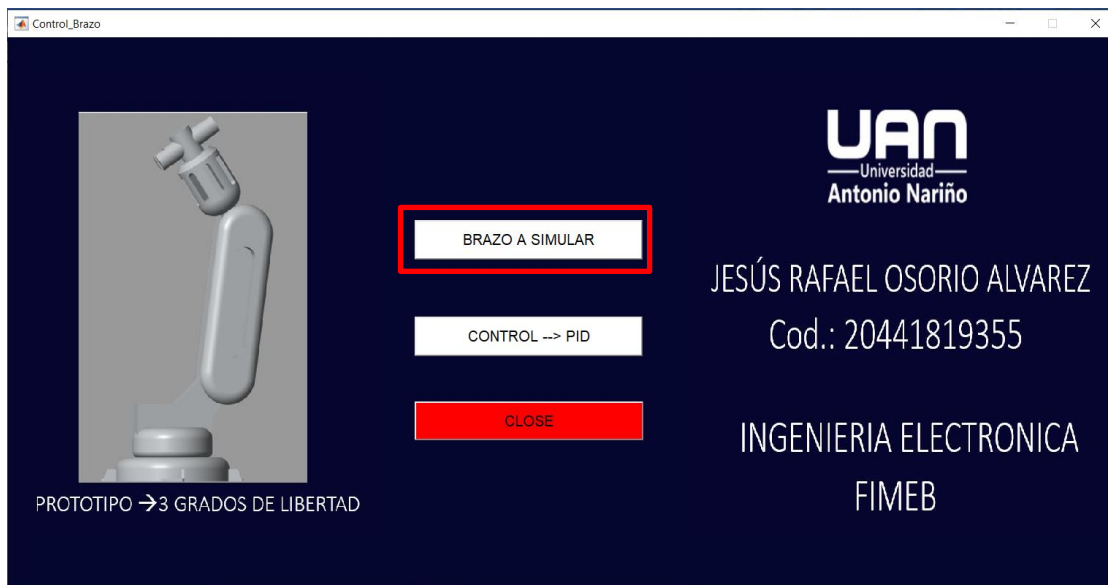 Control_Brazo
PROTOTIPO →3 GRADOS DE LIBERTAD
BRAZO A SIMULAR
CONTROL --> PID
CLOSE
UAN
Universidad
Antonio Nariño
JESÚS RAFAEL OSORIO ALVAREZ
Cod.: 20441819355
INGENIERIA ELECTRONICA
FIMEB